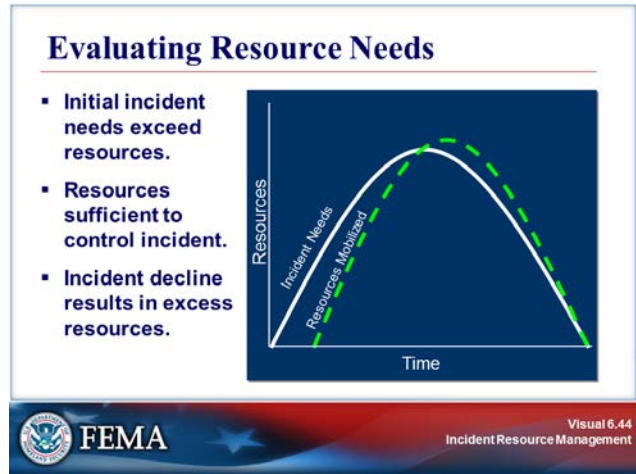 Evaluating Resource Needs
▪ Initial incident
needs exceed
resources.
▪ Resources
sufficient to
control incident.
▪ Incident decline
results in excess
resources.
Resources
Incident Needs
Resources Mobilized
Time
FEMA
Visual 6.44
Incident Resource Management